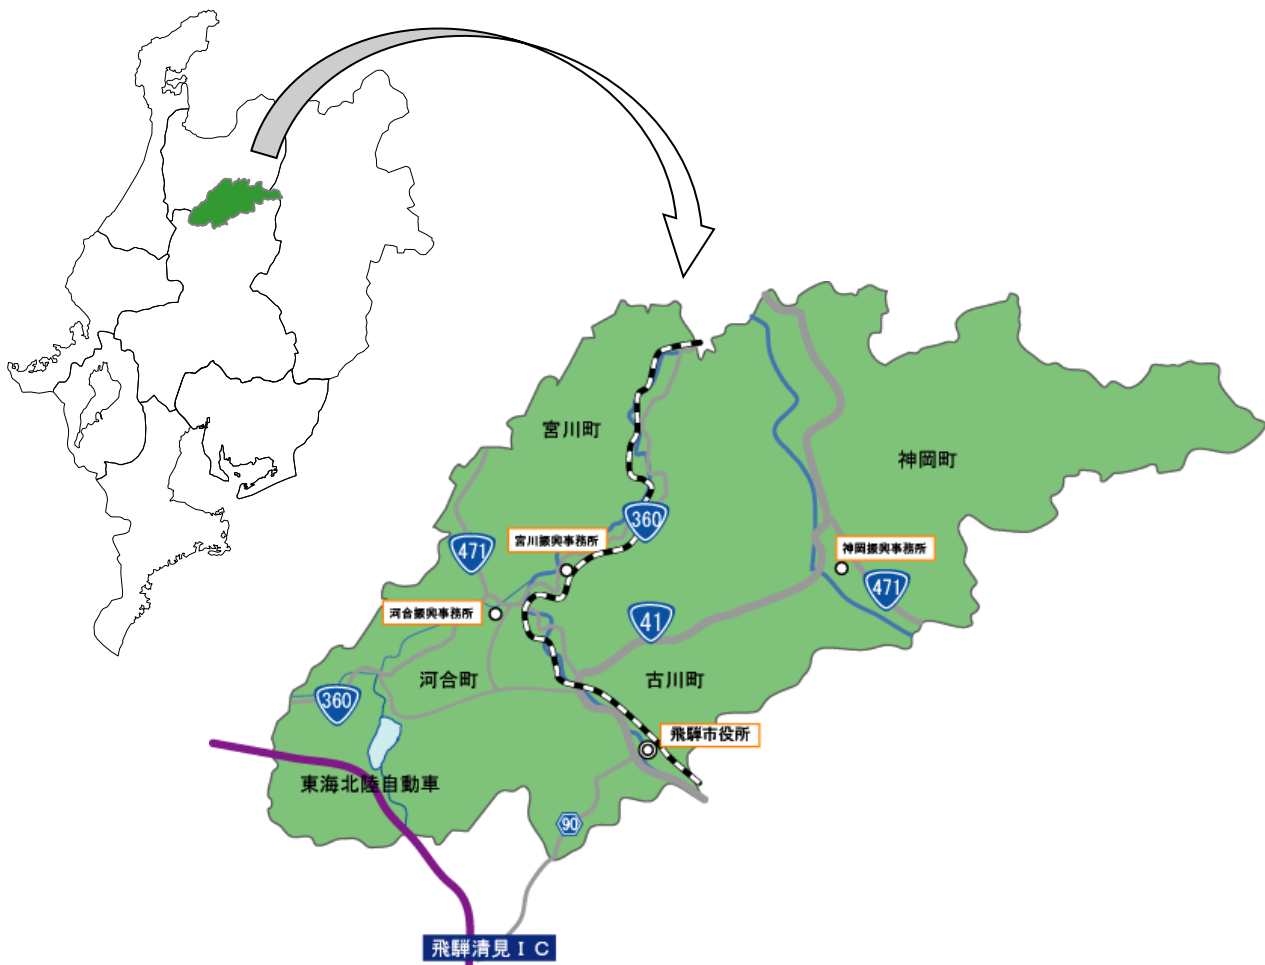 宮川町
神岡町
360
宮川振興事務所
471
神岡振興事務所
471
河合振興事務所
41
河合町
古川町
360
飛騨市役所
東海北陸自動車
90
飛騨清見ＩＣ